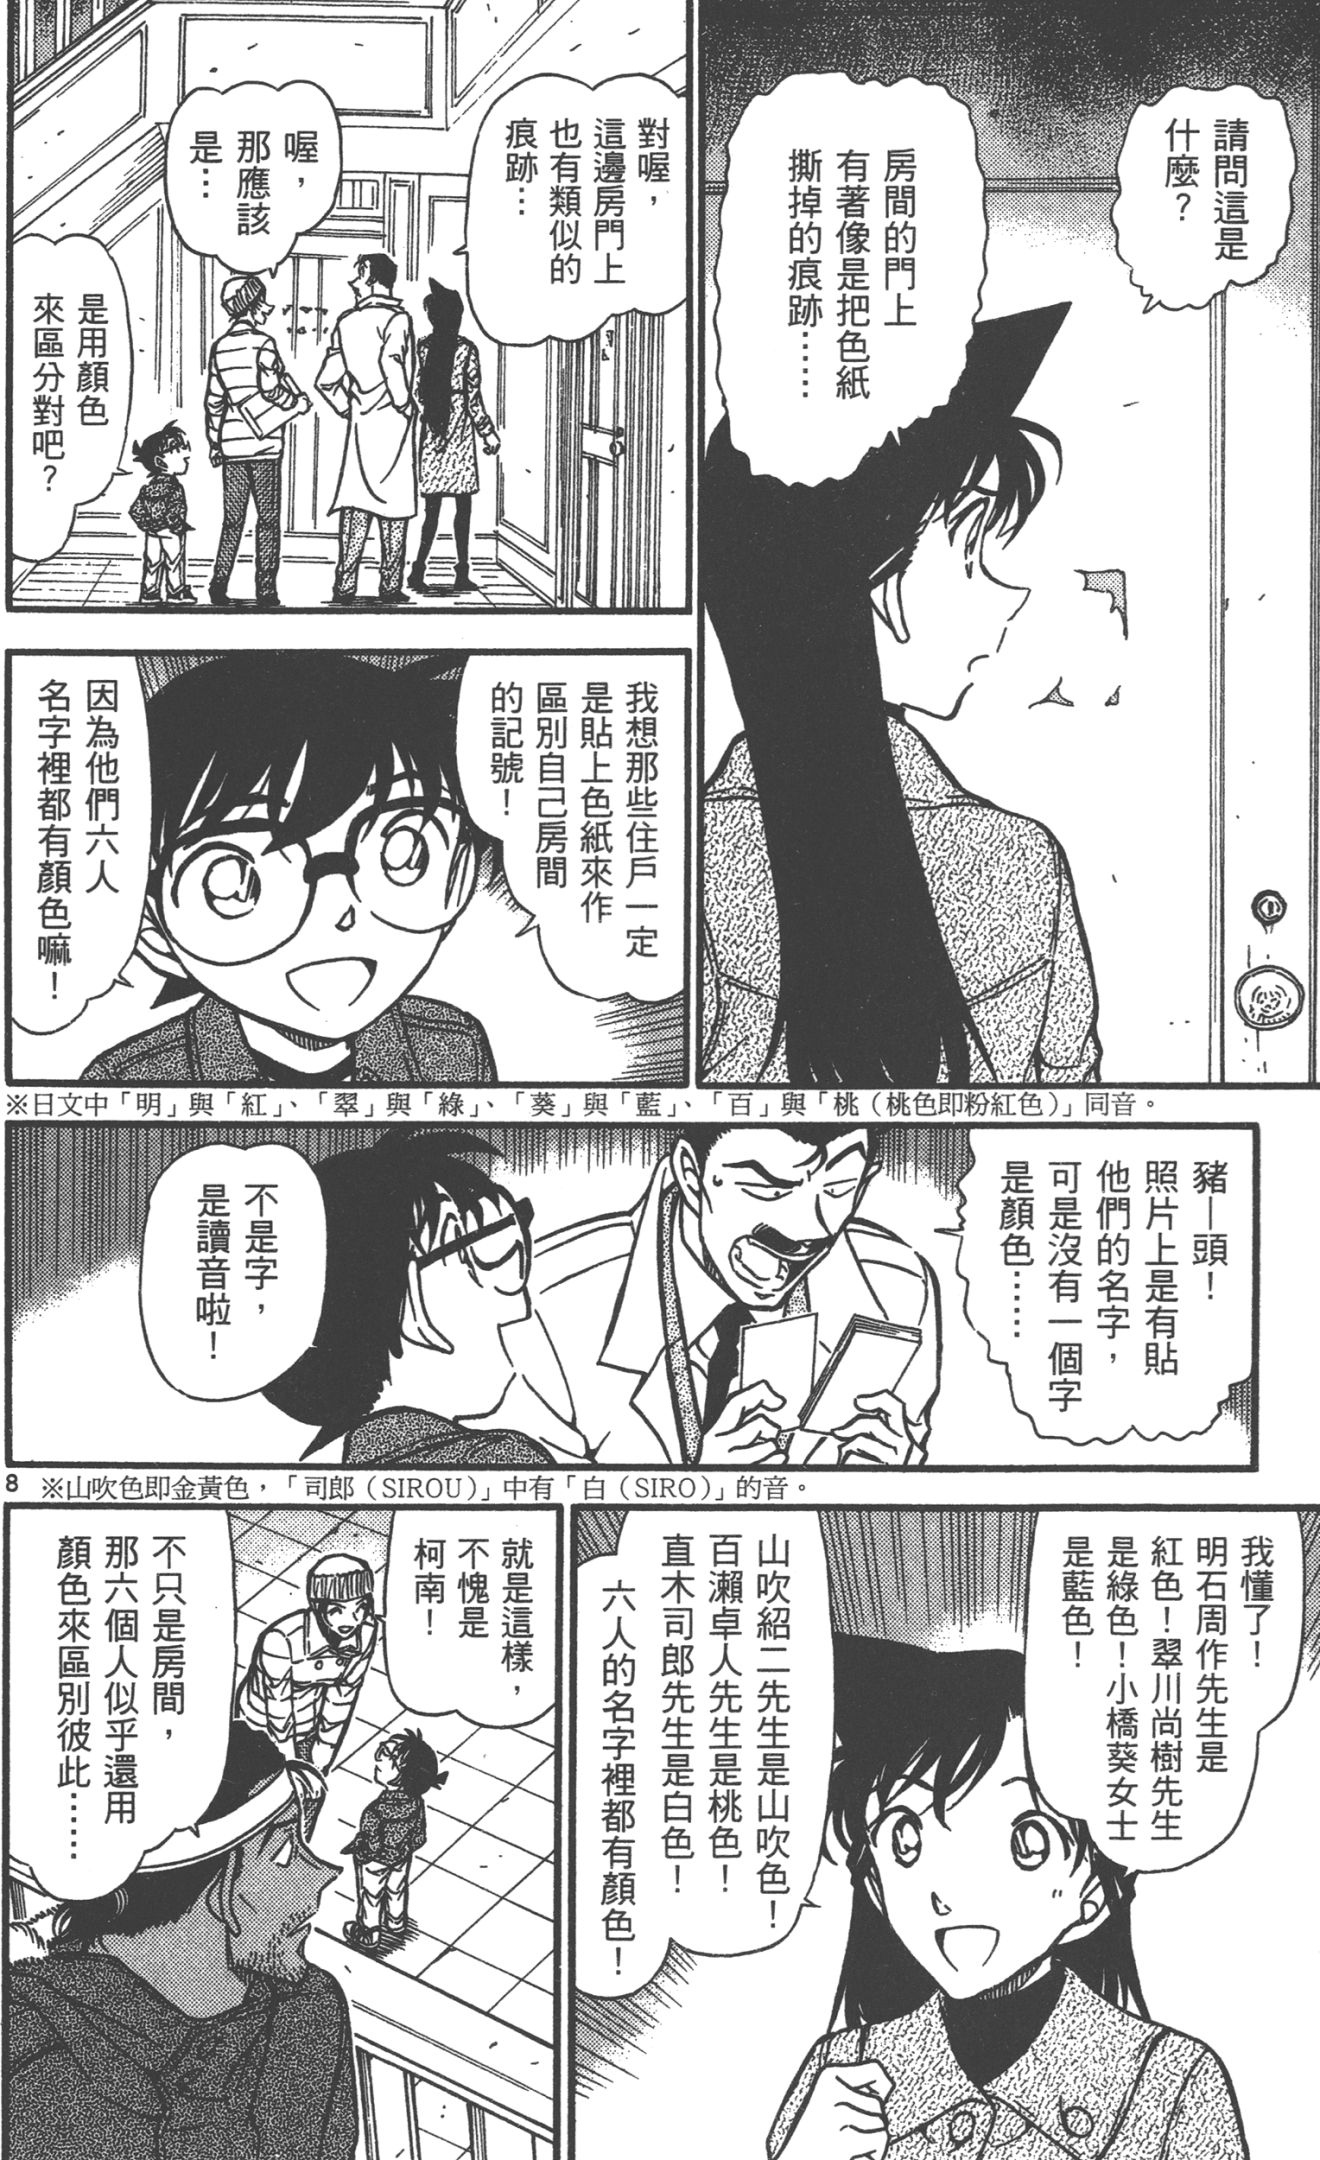 請問這是
什麼？
房間的門上
有著像是把色紙
撕掉的痕跡……
對喔，
這邊房門上
也有類似的
痕跡…
喔，
那應該
是…
是用顏色
來區分對吧？
我想那些住戶一定
是貼上色紙來作
區別自己房間
的記號！
因為他們六人
名字裡都有顏色嘛！
※日文中「明」與「紅」、「翠」與「綠」、「葵」與「藍」、「百」與「桃（桃色即粉紅色）」同音。
豬—頭！
照片上是有貼
他們的名字，
可是沒有一個字
是顏色……
不是字，
是讀音啦！
8
※山吹色即金黃色，「司郎（SIROU）」中有「白（SIRO）」的音。
我懂了！
明石周作先生是
紅色！翠川尚樹先生
是綠色！小橋葵女士
是藍色！
山吹紹二先生是山吹色！
百瀨卓人先生是桃色！
直木司郎先生是白色！
六人的名字裡都有顏色！
就是這樣，
不愧是
柯南！
不只是房間，
那六個人似乎還用
顏色來區別彼此……